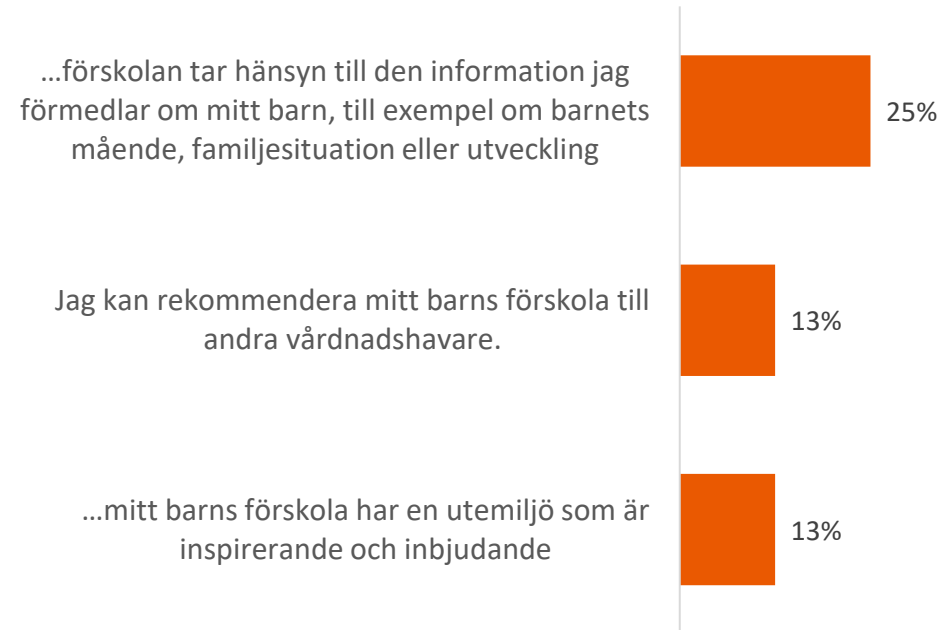 …förskolan tar hänsyn till den information jag
förmedlar om mitt barn, till exempel om barnets
mående, familjesituation eller utveckling
25%
Jag kan rekommendera mitt barns förskola till
andra vårdnadshavare.
13%
…mitt barns förskola har en utemiljö som är
inspirerande och inbjudande
13%